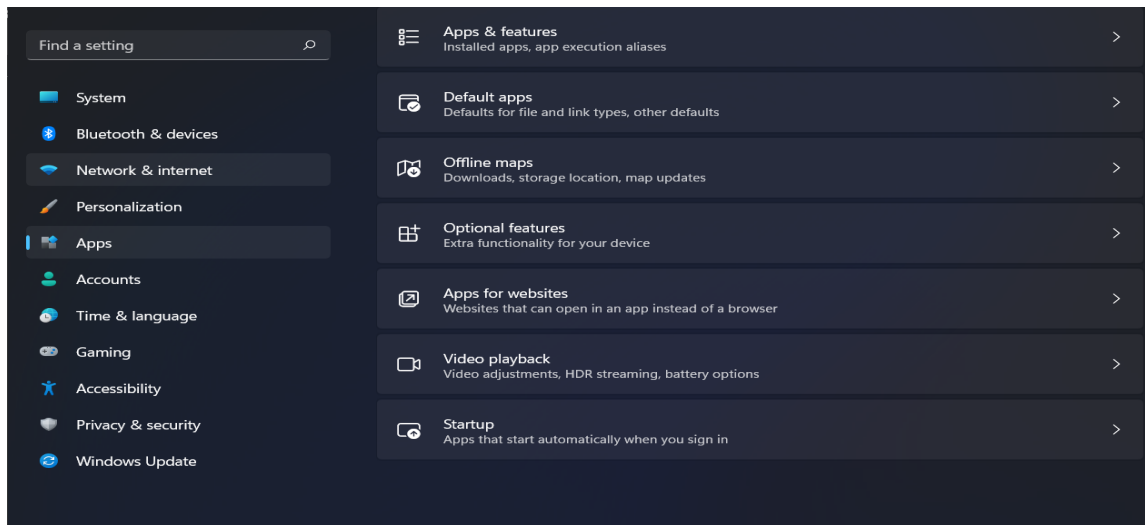 Find a setting
System
Bluetooth & devices
Network & internet
Personalization
Apps
Accounts
Time & language
Gaming
Accessibility
Privacy & security
Windows Update
Apps & features
Installed apps, app execution aliases
Default apps
Defaults for file and link types, other defaults
Offline maps
Downloads, storage location, map updates
Optional features
Extra functionality for your device
Apps for websites
Websites that can open in an app instead of a browser
Video playback
Video adjustments, HDR streaming, battery options
Startup
Apps that start automatically when you sign in